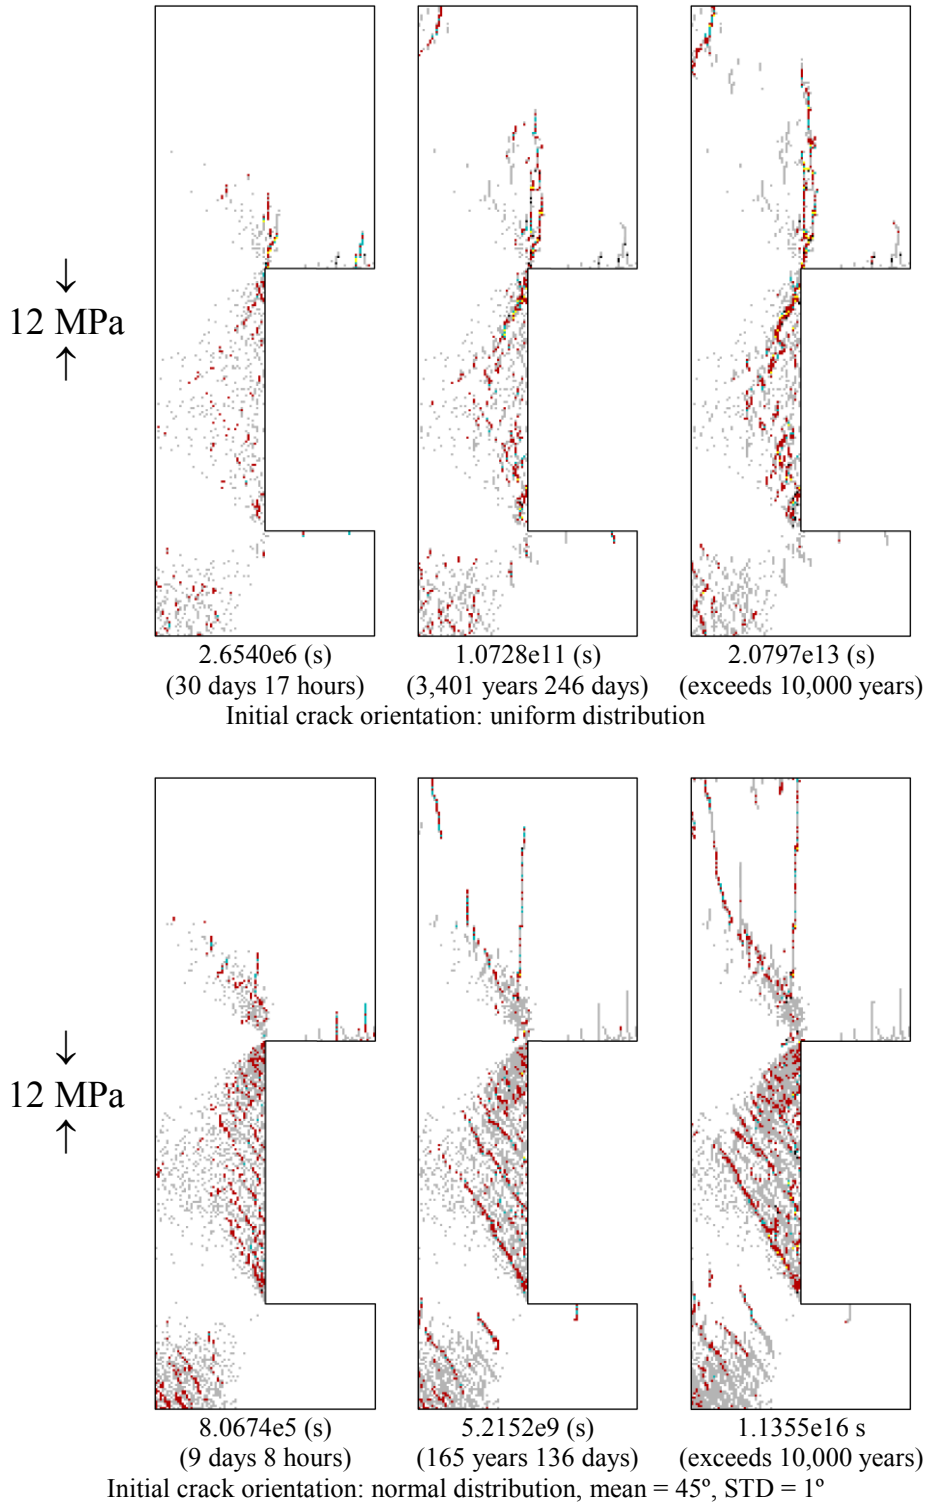 ↓
12 MPa
↑
2.6540e6 (s) 1.0728e11 (s) 2.0797e13 (s)
(30 days 17 hours) (3,401 years 246 days) (exceeds 10,000 years)
Initial crack orientation: uniform distribution
↓
12 MPa
↑
8.0674e5 (s) 5.2152e9 (s) 1.1355e16 s
(9 days 8 hours) (165 years 136 days) (exceeds 10,000 years)
Initial crack orientation: normal distribution, mean = 45º, STD = 1º